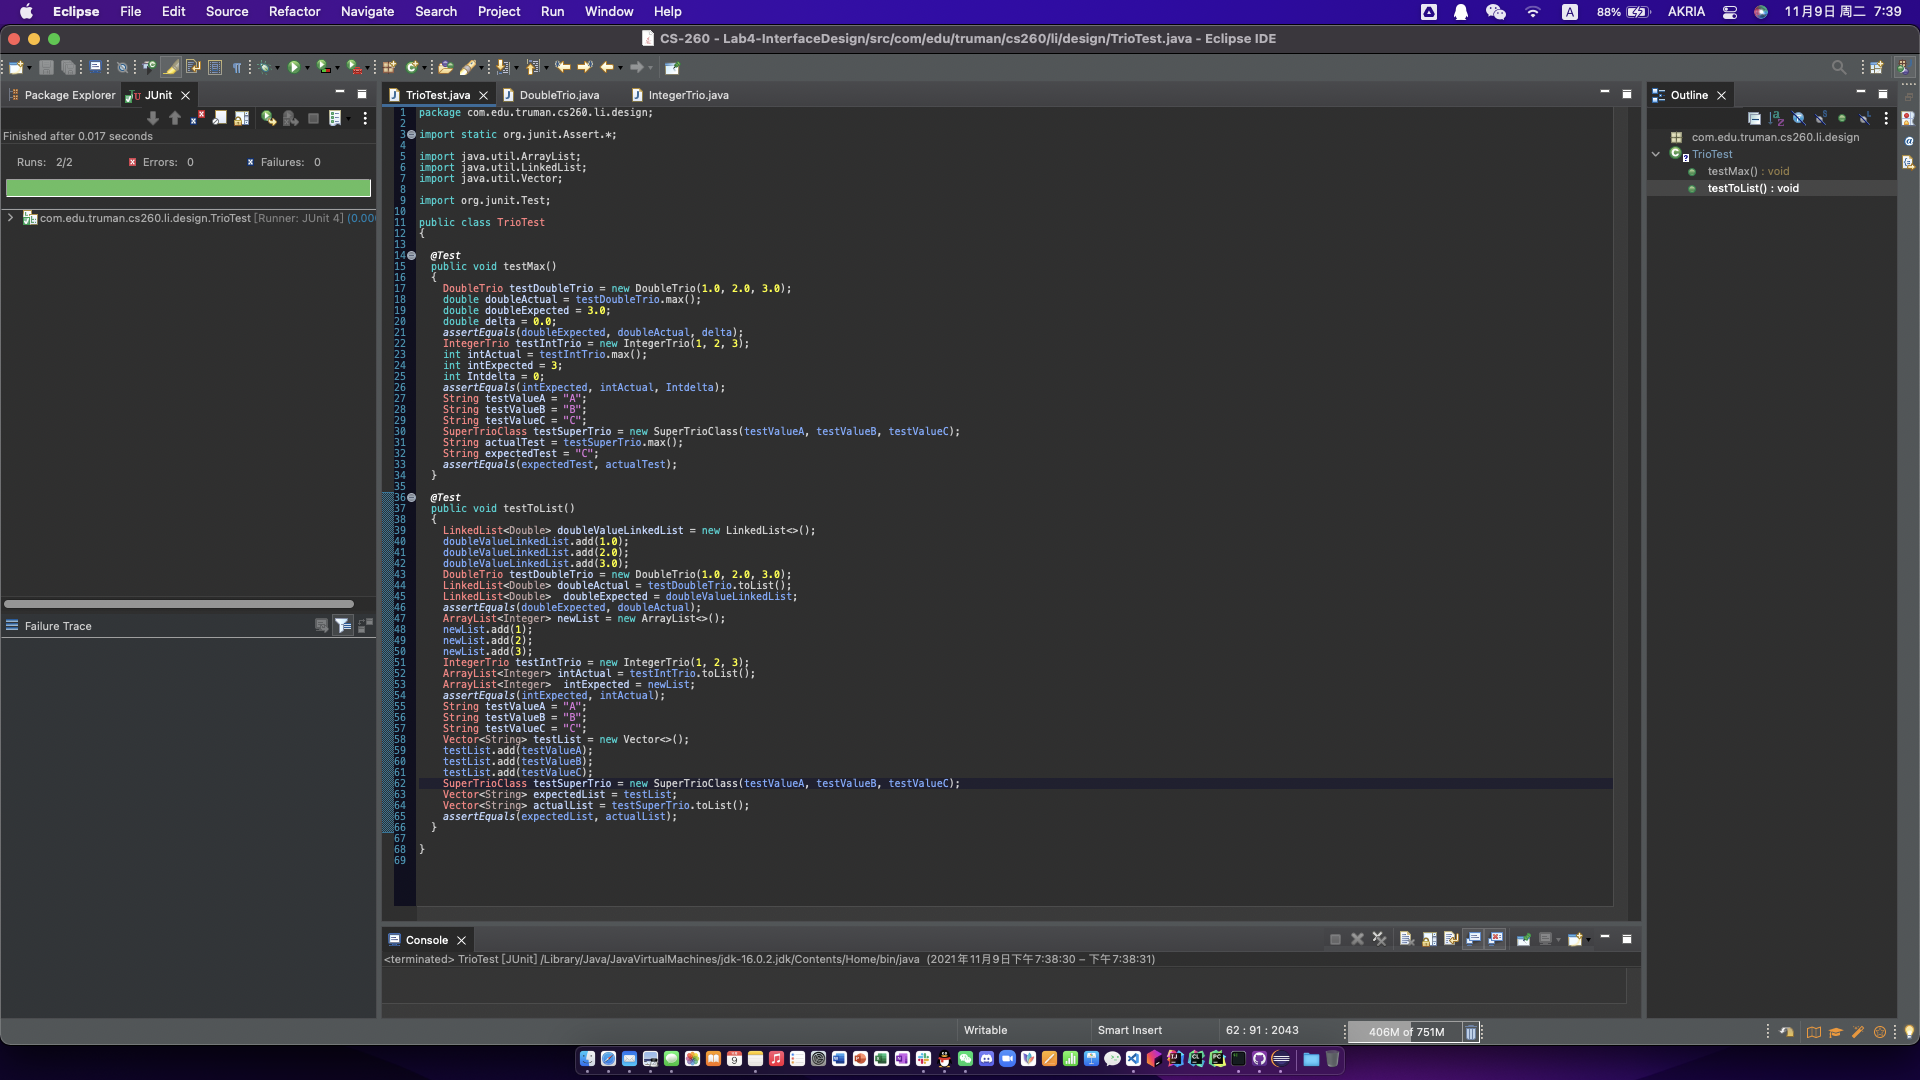 Eclipse File Edit Source Refactor Navigate Search Project Run Window Help
A 88% AKRIA 11月9日 周二 7:39
CS-260 - Lab4-InterfaceDesign/src/com/edu/truman/cs260/li/design/TrioTest.java - Eclipse IDE
Package Explorer JUnit
Finished after 0.017 seconds
Runs: 2/2 Errors: 0 Failures: 0
com.edu.truman.cs260.li.design.TrioTest [Runner: JUnit 4] (0.00
Failure Trace
TrioTest.java DoubleTrio.java IntegerTrio.java
1 package com.edu.truman.cs260.li.design;
2
3 import static org.junit.Assert.*;
4
5 import java.util.ArrayList;
6 import java.util.LinkedList;
7 import java.util.Vector;
8
9 import org.junit.Test;
10
11 public class TrioTest
12 {
13
14 @Test
15 public void testMax()
16 {
17 DoubleTrio testDoubleTrio = new DoubleTrio(1.0, 2.0, 3.0);
18 double doubleActual = testDoubleTrio.max();
19 double doubleExpected = 3.0;
20 double delta = 0.0;
21 assertEquals(doubleExpected, doubleActual, delta);
22 IntegerTrio testIntTrio = new IntegerTrio(1, 2, 3);
23 int intActual = testIntTrio.max();
24 int intExpected = 3;
25 int Intdelta = 0;
26 assertEquals(intExpected, intActual, Intdelta);
27 String testValueA = "A";
28 String testValueB = "B";
29 String testValueC = "C";
30 SuperTrioClass testSuperTrio = new SuperTrioClass(testValueA, testValueB, testValueC);
31 String actualTest = testSuperTrio.max();
32 String expectedTest = "C";
33 assertEquals(expectedTest, actualTest);
34 }
35
36 @Test
37 public void testToList()
38 {
39 LinkedList<Double> doubleValueLinkedList = new LinkedList<>();
40 doubleValueLinkedList.add(1.0);
41 doubleValueLinkedList.add(2.0);
42 doubleValueLinkedList.add(3.0);
43 DoubleTrio testDoubleTrio = new DoubleTrio(1.0, 2.0, 3.0);
44 LinkedList<Double> doubleActual = testDoubleTrio.toList();
45 LinkedList<Double>  doubleExpected = doubleValueLinkedList;
46 assertEquals(doubleExpected, doubleActual);
47 ArrayList<Integer> newList = new ArrayList<>();
48 newList.add(1);
49 newList.add(2);
50 newList.add(3);
51 IntegerTrio testIntTrio = new IntegerTrio(1, 2, 3);
52 ArrayList<Integer> intActual = testIntTrio.toList();
53 ArrayList<Integer>  intExpected = newList;
54 assertEquals(intExpected, intActual);
55 String testValueA = "A";
56 String testValueB = "B";
57 String testValueC = "C";
58 Vector<String> testList = new Vector<>();
59 testList.add(testValueA);
60 testList.add(testValueB);
61 testList.add(testValueC);
62 SuperTrioClass testSuperTrio = new SuperTrioClass(testValueA, testValueB, testValueC);
63 Vector<String> expectedList = testList;
64 Vector<String> actualList = testSuperTrio.toList();
65 assertEquals(expectedList, actualList);
66 }
67
68 }
69
Outline
com.edu.truman.cs260.li.design
TrioTest
testMax() : void
testToList() : void
Console
<terminated> TrioTest [JUnit] /Library/Java/JavaVirtualMachines/jdk-16.0.2.jdk/Contents/Home/bin/java (2021年11月9日下午7:38:30 – 下午7:38:31)
Writable Smart Insert 62 : 91 : 2043 406M of 751M